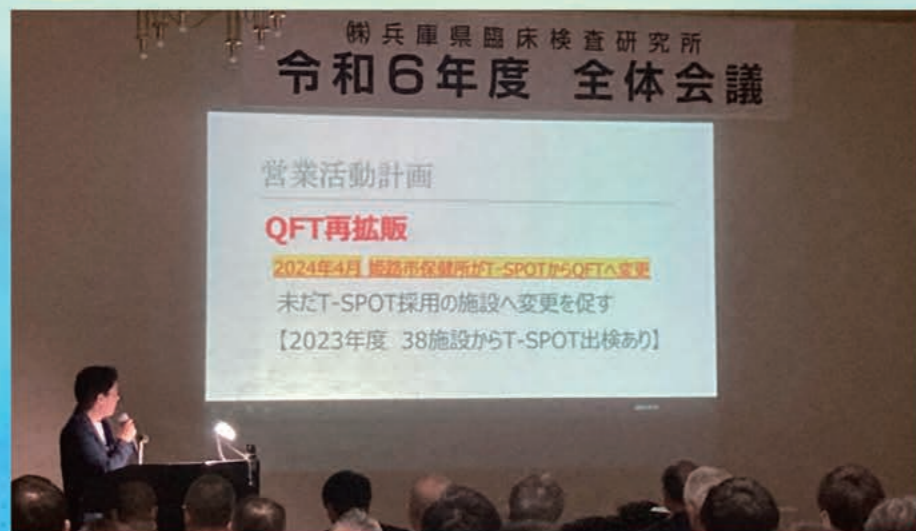 ㈱兵庫県臨床検査研究所
令和6年度 全体会議
営業活動計画
QFT再拡販
2024年4月 姫路市保健所がT-SPOTからQFTへ変更
未だT-SPOT採用の施設へ変更を促す
【2023年度 38施設からT-SPOT出検あり】